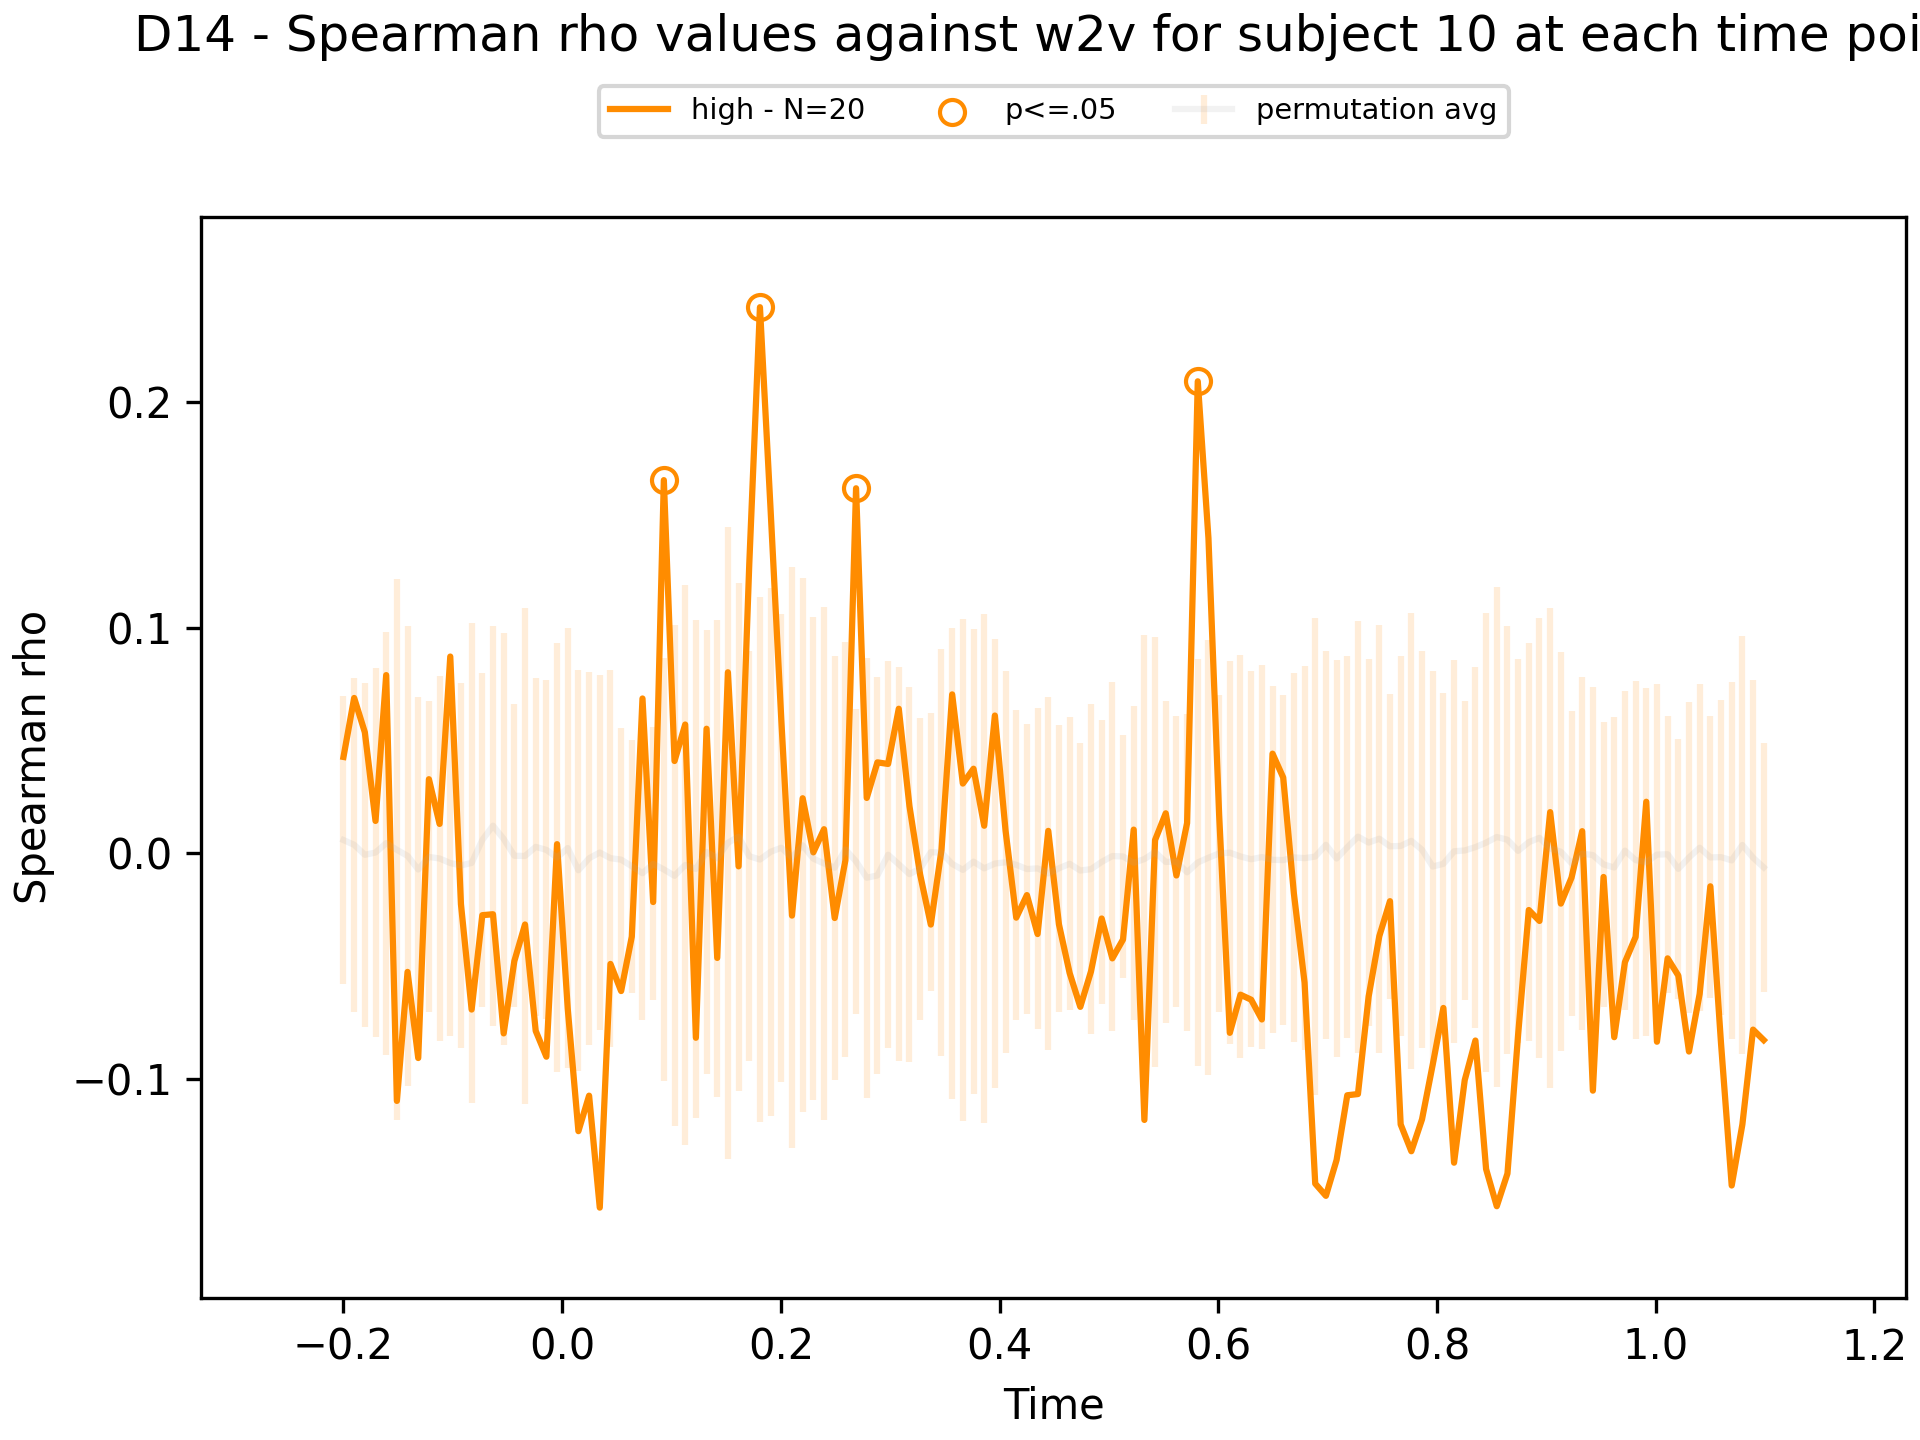 D14 - Spearman rho values against w2v for subject 10 at each time poi
high - N=20 p<=.05 permutation avg
Spearman rho
0.2
0.1
0.0
−0.1
−0.2 0.0 0.2 0.4 0.6 0.8 1.0 1.2
Time